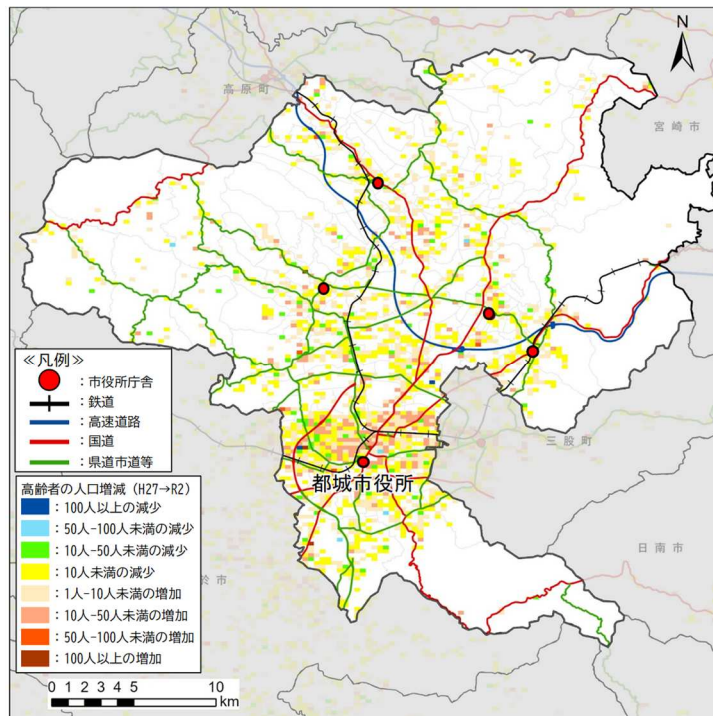 N
高原町
宮崎市
≪凡例≫
：市役所庁舎
：鉄道
：高速道路
：国道
：県道市道等
三股町
都城市役所
高齢者の人口増減（H27→R2）
：100人以上の減少
：50人-100人未満の減少
：10人-50人未満の減少
：10人未満の減少
：1人-10人未満の増加
：10人-50人未満の増加
：50人-100人未満の増加
：100人以上の増加
日南市
於市
0 1 2 3 4 5 10
km